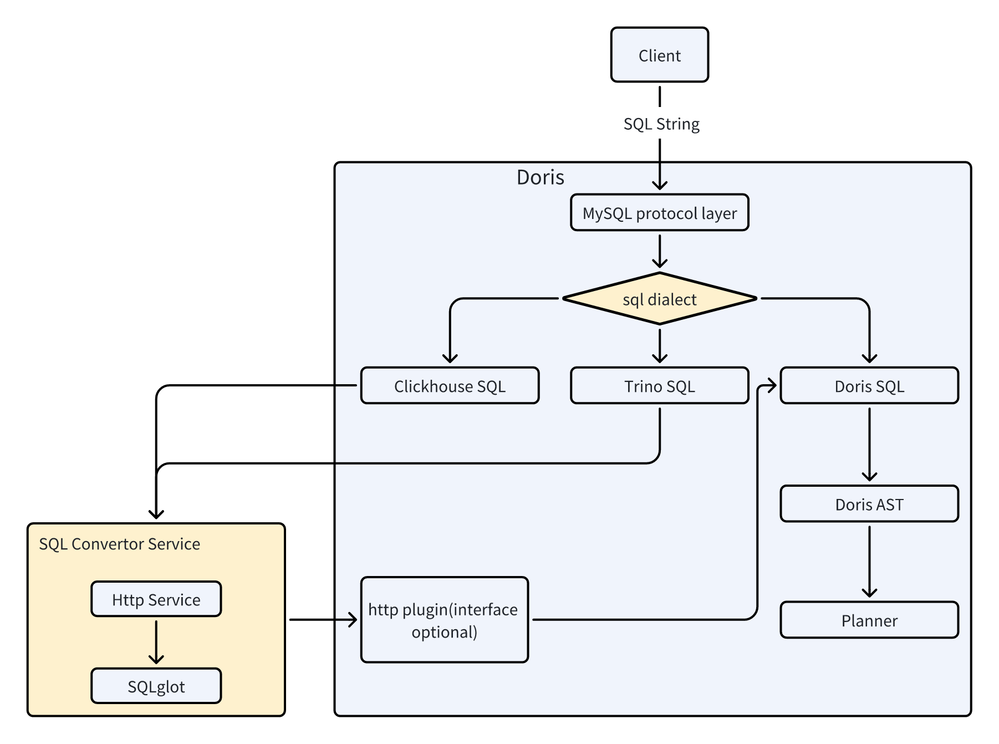 Client
SQL String
Doris
MySQL protocol layer
sql dialect
Clickhouse SQL
Trino SQL
Doris SQL
Doris AST
SQL Convertor Service
Http Service
http plugin(interface
optional)
Planner
SQLglot